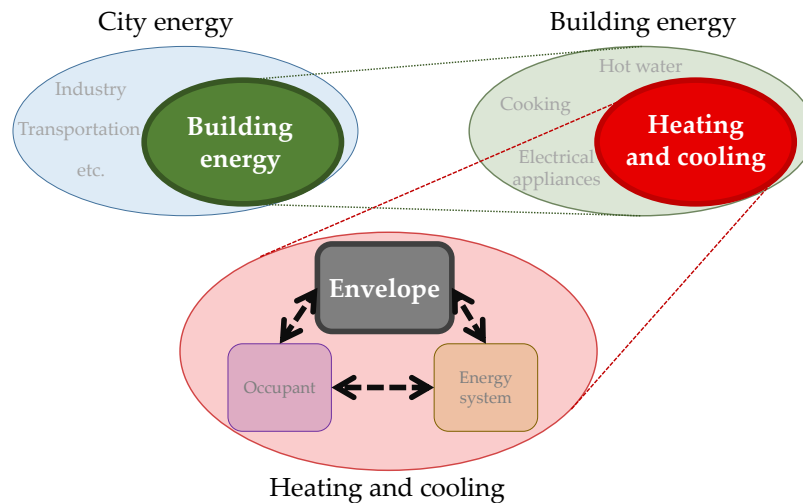 City energy
Building energy
Industry
Transportation
etc.
Building
energy
Hot water
Cooking
Electrical
appliances
Heating
and cooling
Envelope
Occupant
Energy
system
Heating and cooling